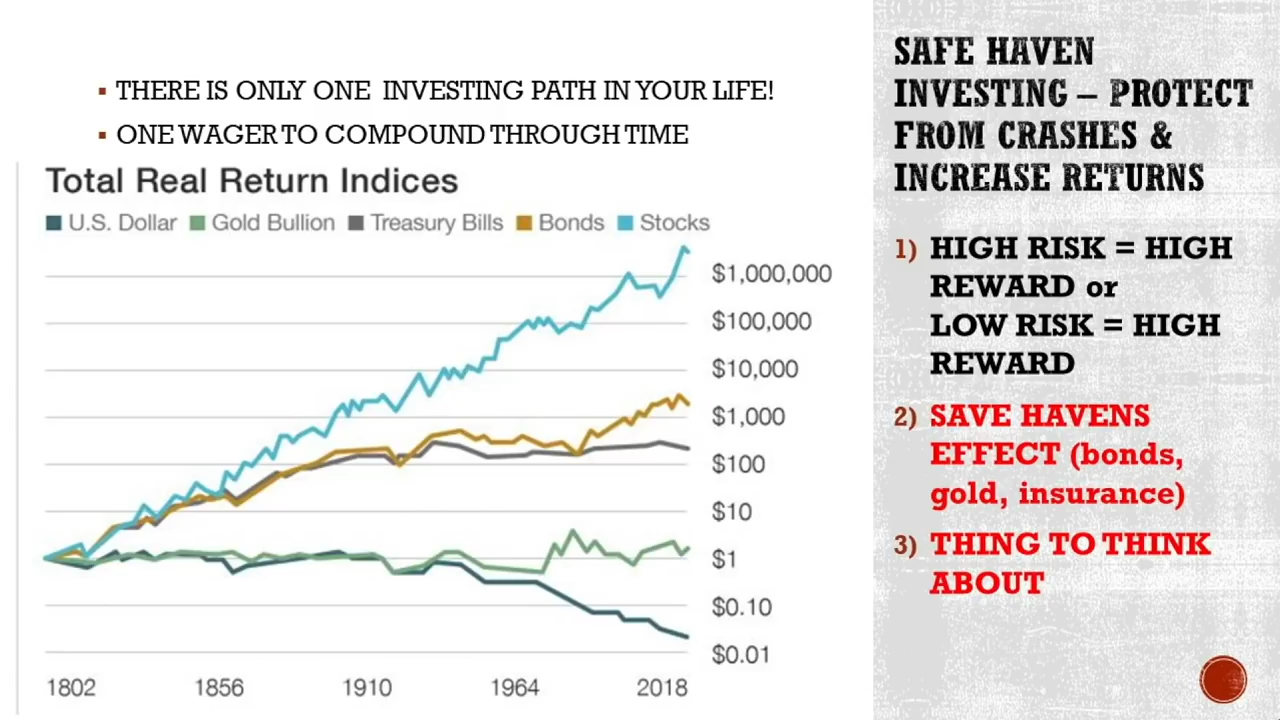 THERE IS ONLY ONE INVESTING PATH IN YOUR LIFE!
ONE WAGER TO COMPOUND THROUGH TIME
Total Real Return Indices
U.S. Dollar Gold Bullion Treasury Bills Bonds Stocks
$1,000,000
$100,000
$10,000
$1,000
$100
$10
$1
$0.10
$0.01
1802 1856 1910 1964 2018
SAFE HAVEN
INVESTING – PROTECT
FROM CRASHES &
INCREASE RETURNS
1) HIGH RISK = HIGH
REWARD or
LOW RISK = HIGH
REWARD
2) SAVE HAVENS
EFFECT (bonds,
gold, insurance)
3) THING TO THINK
ABOUT